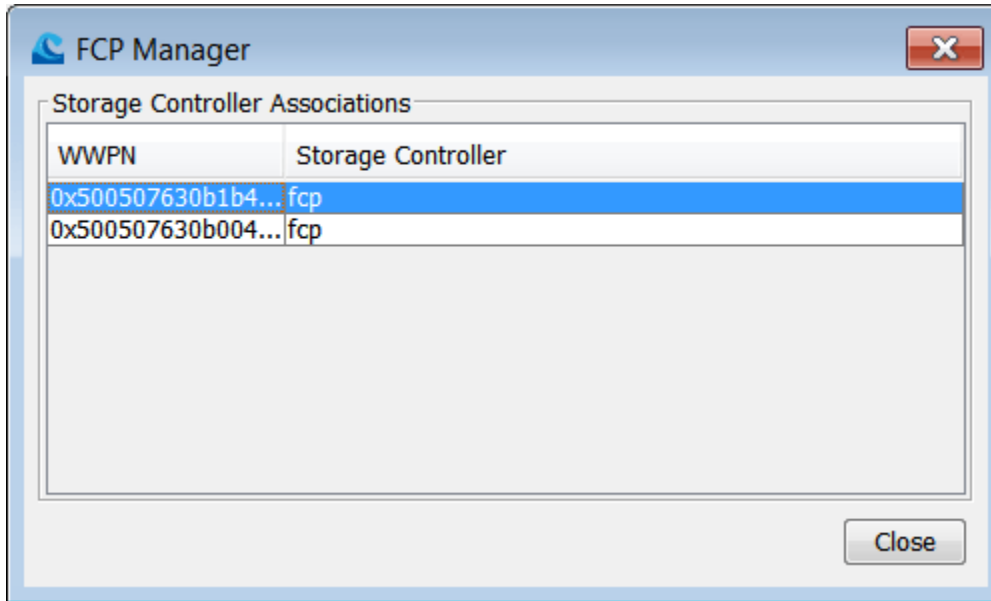 FCP Manager
Storage Controller Associations
WWPN Storage Controller
0x500507630b1b4... fcp
0x500507630b004... fcp
Close